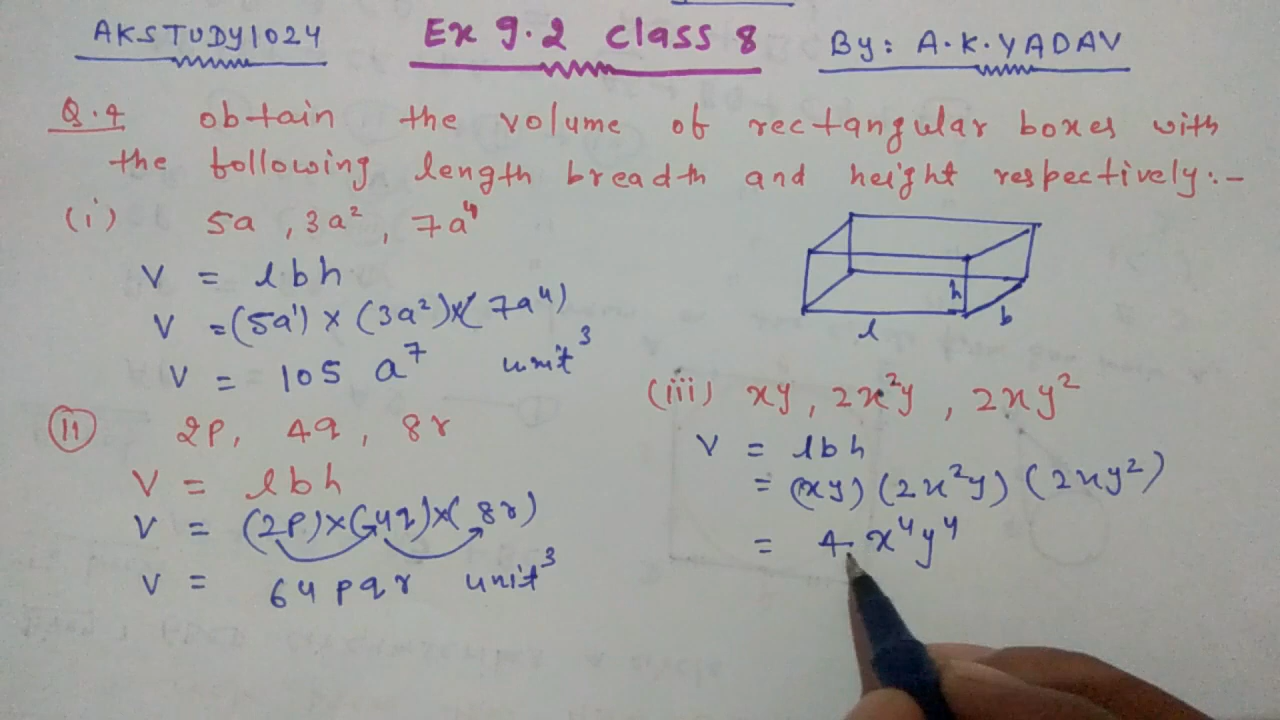 AKSTUDY1024 Ex 9.2 class 8 By: A.K.YADAV
Q.4 obtain the volume of rectangular boxes with
the following length breadth and height respectively:-
(i) 5a, 3a², 7a⁴
V = lbh
V = (5a¹) × (3a²) × (7a⁴)
V = 105 a⁷ unit³
(ii) 2p, 4q, 8r
V = lbh
V = (2p)×(4q)×(8r)
V = 64pqr unit³
h
b
l
(iii) xy, 2x²y, 2xy²
V = lbh
= (xy) (2x²y) (2xy²)
= 4 x⁴y⁴